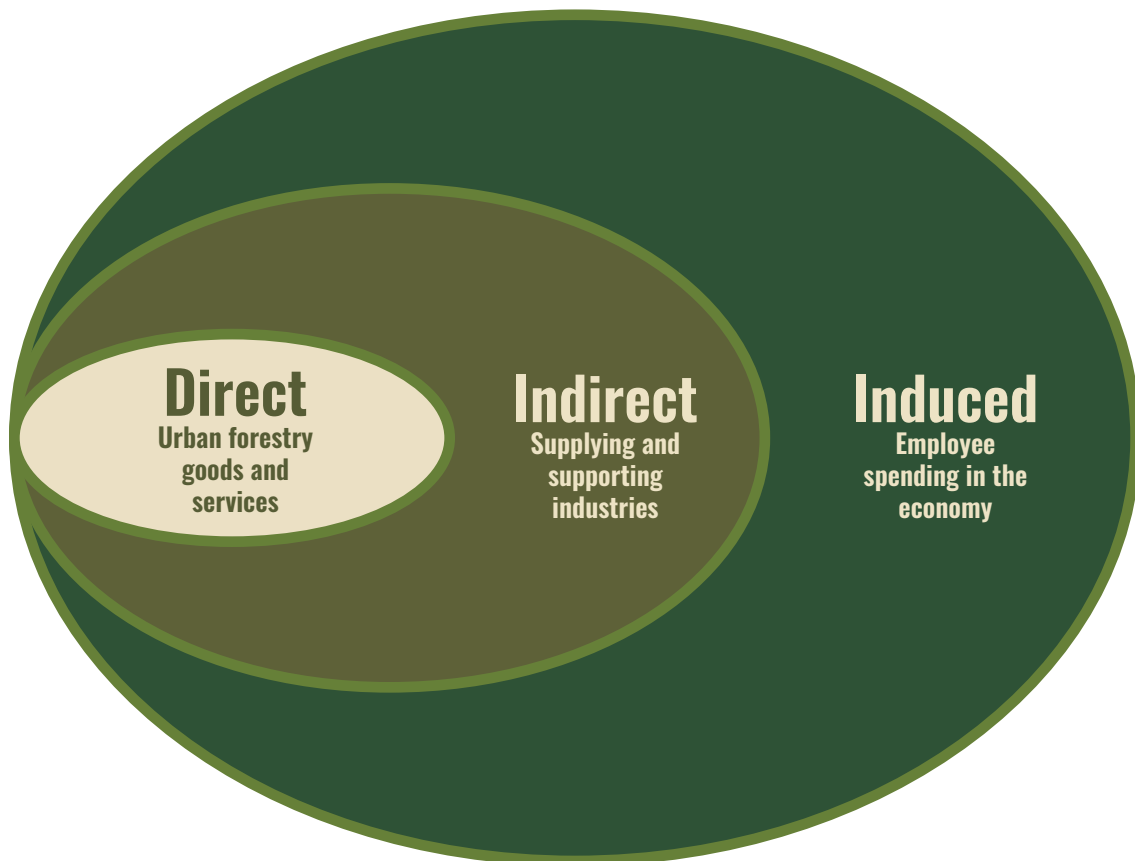 Direct
Urban forestry
goods and
services
Indirect
Supplying and
supporting
industries
Induced
Employee
spending in the
economy